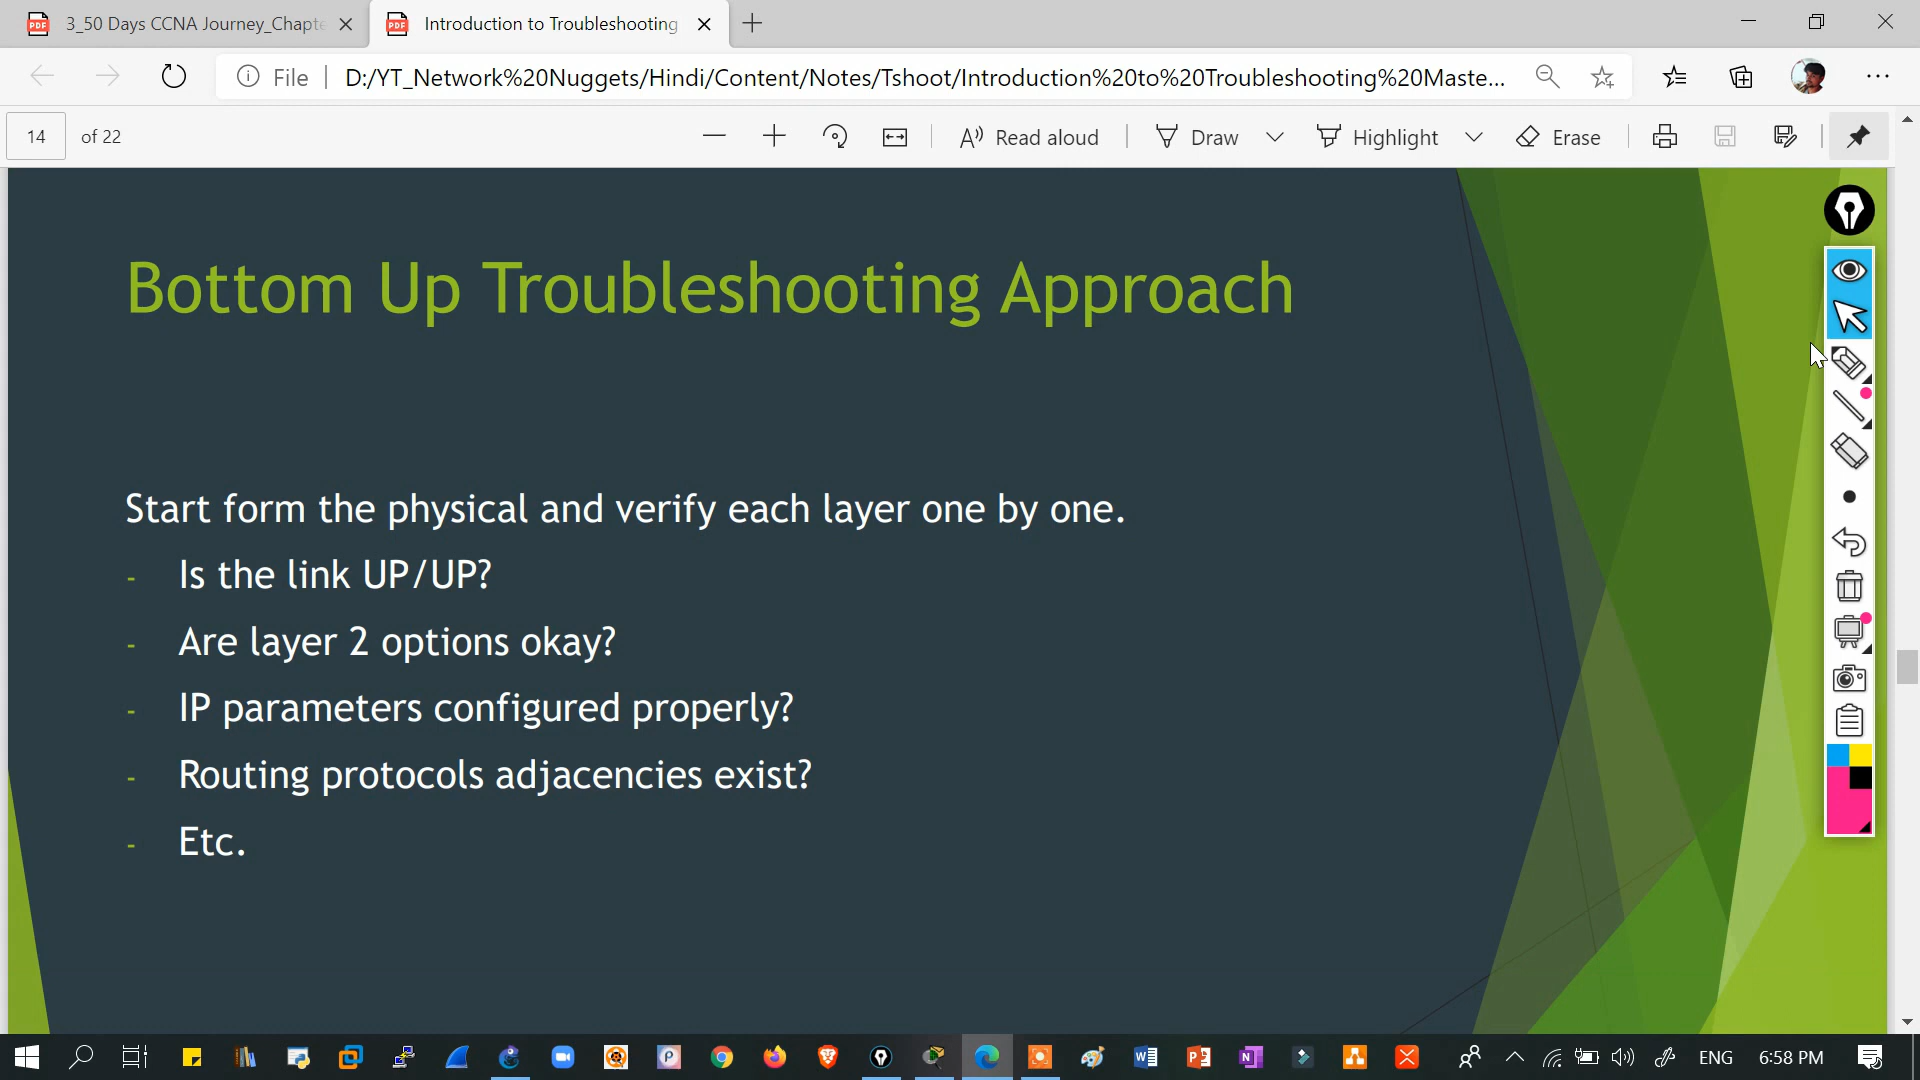 3_50 Days CCNA Journey_Chapte
Introduction to Troubleshooting
File
D:/YT_Network%20Nuggets/Hindi/Content/Notes/Tshoot/Introduction%20to%20Troubleshooting%20Maste...
14 of 22
Read aloud
Draw
Highlight
Erase
Bottom Up Troubleshooting Approach
Start form the physical and verify each layer one by one.
- Is the link UP/UP?
- Are layer 2 options okay?
- IP parameters configured properly?
- Routing protocols adjacencies exist?
- Etc.
ENG
6:58 PM